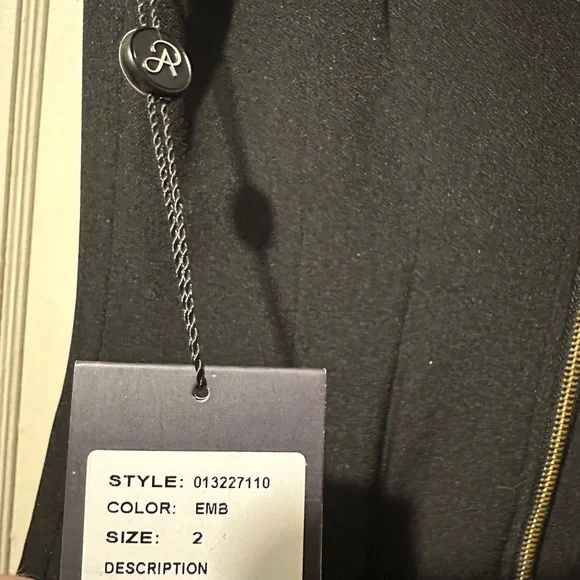 STYLE: 013227110
COLOR: EMB
SIZE: 2
DESCRIPTION